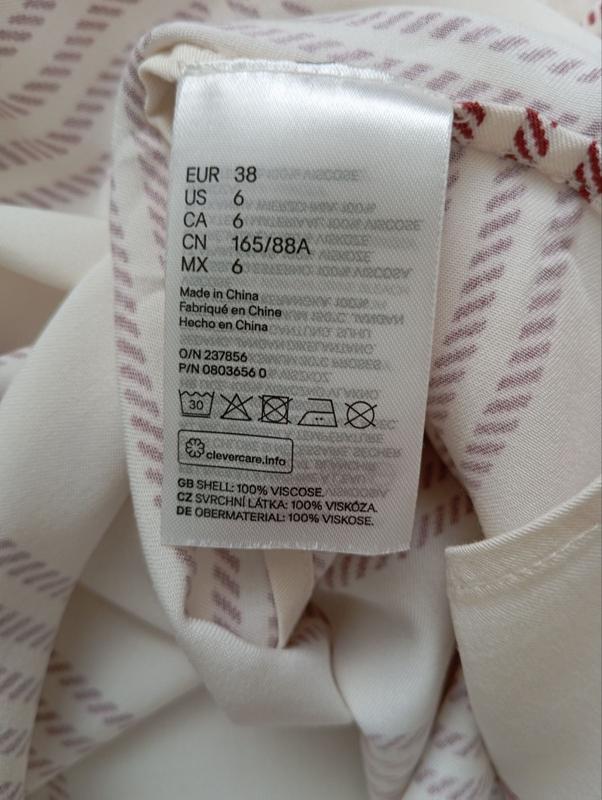 EUR 38
US 6
CA 6
CN 165/88A
MX 6
Made in China
Fabriqué en Chine
Hecho en China
O/N 237856
P/N 0803656 0
30
clevercare.info
GB SHELL: 100% VISCOSE.
CZ SVRCHNÍ LÁTKA: 100% VISKÓZA.
DE OBERMATERIAL: 100% VISKOSE.